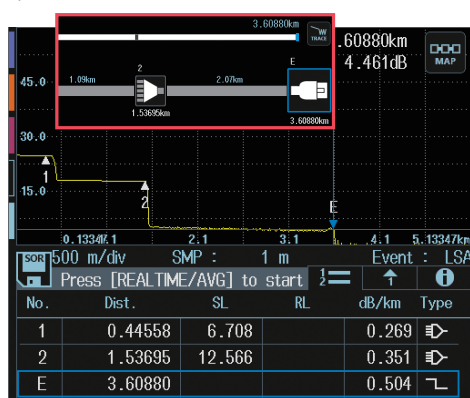 3.60880km
W
TRACE
.60880km
4.461dB
MAP
2
E
1.09km
2.07km
1.53695km
3.60880km
45.0
30.0
15.0
1
2
E
0.13347
2.1
3.1
4.1
5.13347km
SOR
500 m/div
SMP :
1 m
Event : LSA
Press [REALTIME/AVG] to start
1
2
i
No.
Dist.
SL
RL
dB/km
Type
1
0.44558
6.708
0.269
2
1.53695
12.566
0.351
E
3.60880
0.504